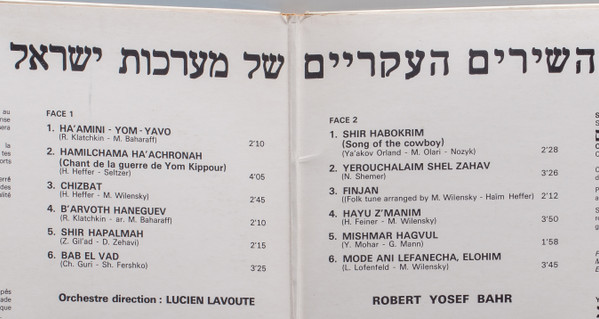 השירים העקריים של מערכות ישראל
au
la
tes
des
FACE 1
1. HA'AMINI - YOM - YAVO
(R. Klatchkin - M. Baharaff) 2'10
2. HAMILCHAMA HA'ACHRONAH
(Chant de la guerre de Yom Kippour)
(H. Heffer - Seltzer) 4'05
3. CHIZBAT
(H. Heffer - M. Wilensky) 2'45
4. B'ARVOTH HANEGUEV
(R. Klatchkin - ar. M. Baharaff) 2'10
5. SHIR HAPALMAH
(Z. Gil'ad - D. Zehavi) 2'15
6. BAB EL VAD
(Ch. Guri - Sh. Fershko) 3'25
Orchestre direction : LUCIEN LAVOUTE
FACE 2
1. SHIR HABOKRIM
(Song of the cowboy)
(Ya'akov Orland - M. Olari - Nozyk) 2'28
2. YEROUCHALAIM SHEL ZAHAV
(N. Shemer) 3'26
3. FINJAN
((Folk tune arranged by M. Wilensky - Haïm Heffer) 2'12
4. HAYU Z'MANIM
(H. Feiner - M. Wilensky) 3'50
5. MISHMAR HAGVUL
(Y. Mohar - G. Mann) 1'58
6. MODE ANI LEFANECHA, ELOHIM
(L. Lofenfeld - M. Wilensky) 3'45
ROBERT YOSEF BAHR